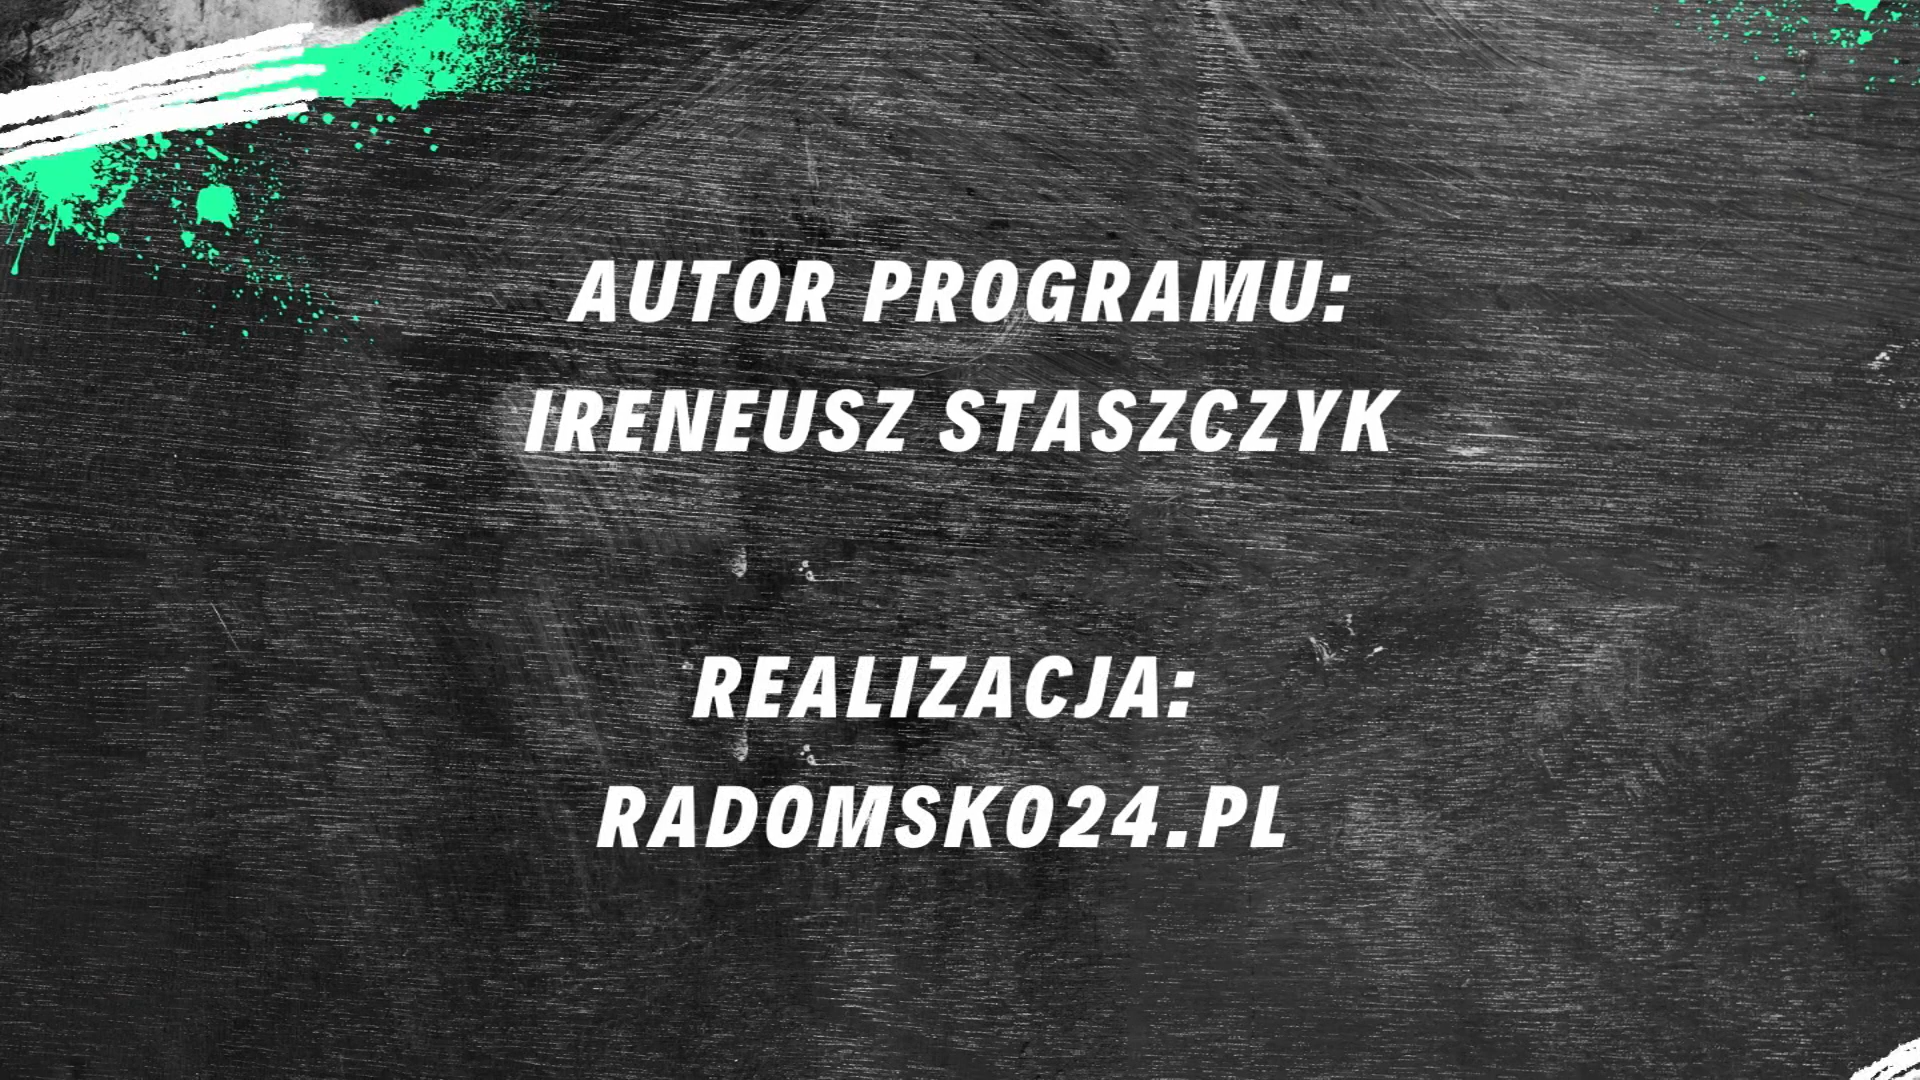 AUTOR PROGRAMU:
IRENEUSZ STASZCZYK
REALIZACJA:
RADOMSKO24.PL